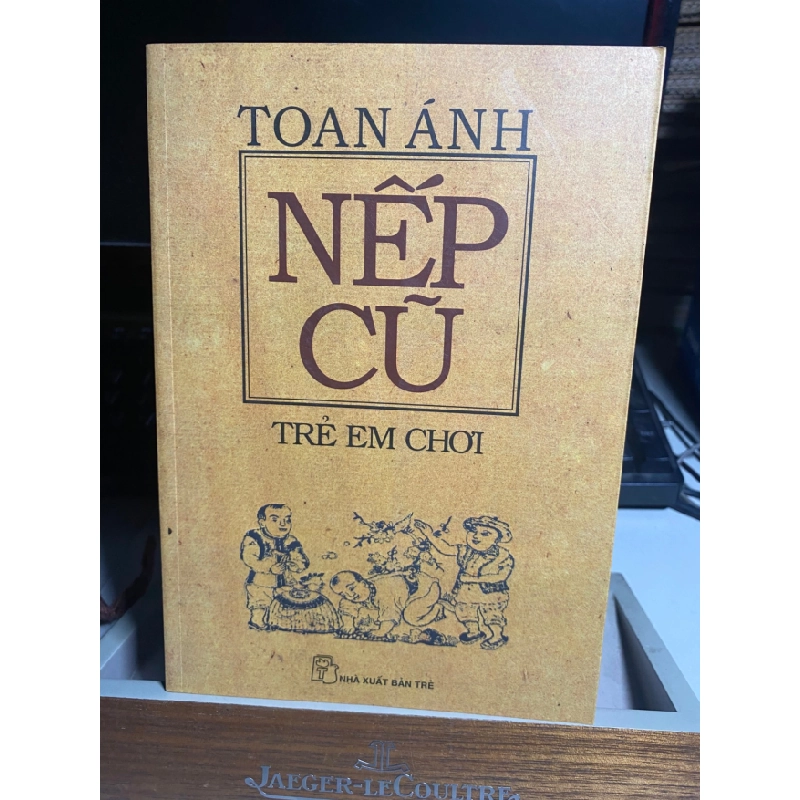 TOAN ÁNH
NẾP
CŨ
TRẺ EM CHƠI
NHÀ XUẤT BẢN TRẺ
JAEGER-LECOULTRE